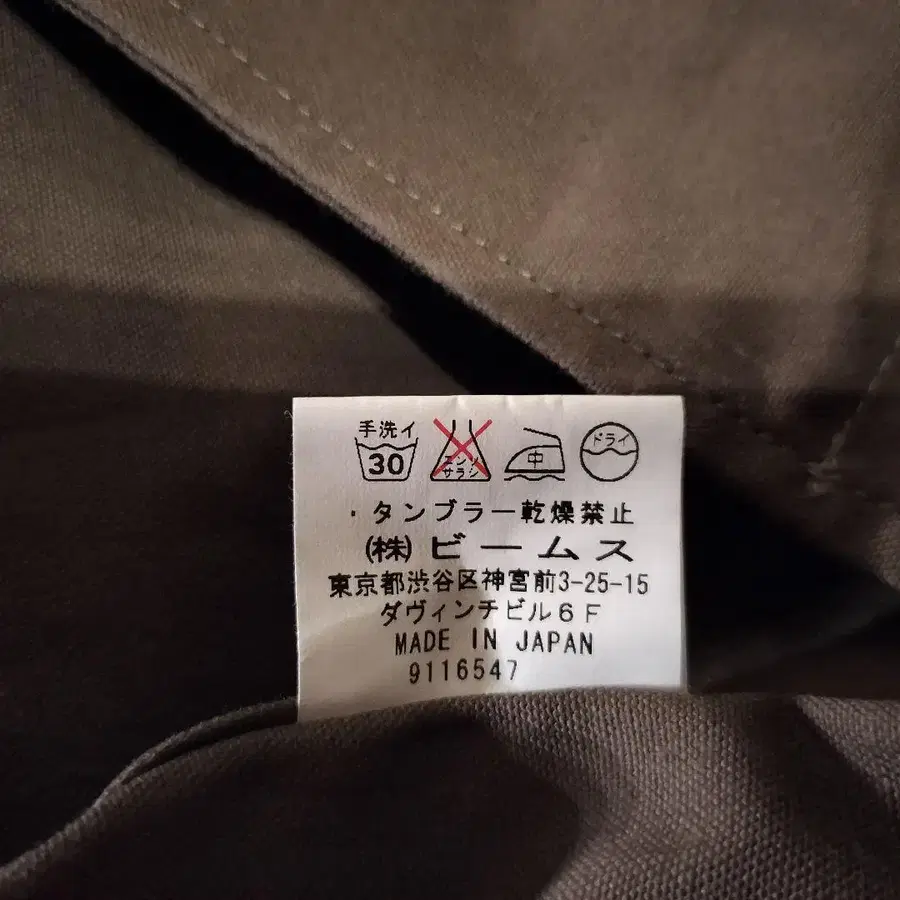 手洗イ
30
エンソ
サラシ
中
ドライ
・タンブラー乾燥禁止
(株)ビームス
東京都渋谷区神宮前3-25-15
ダヴィンチビル6F
MADE IN JAPAN
9116547